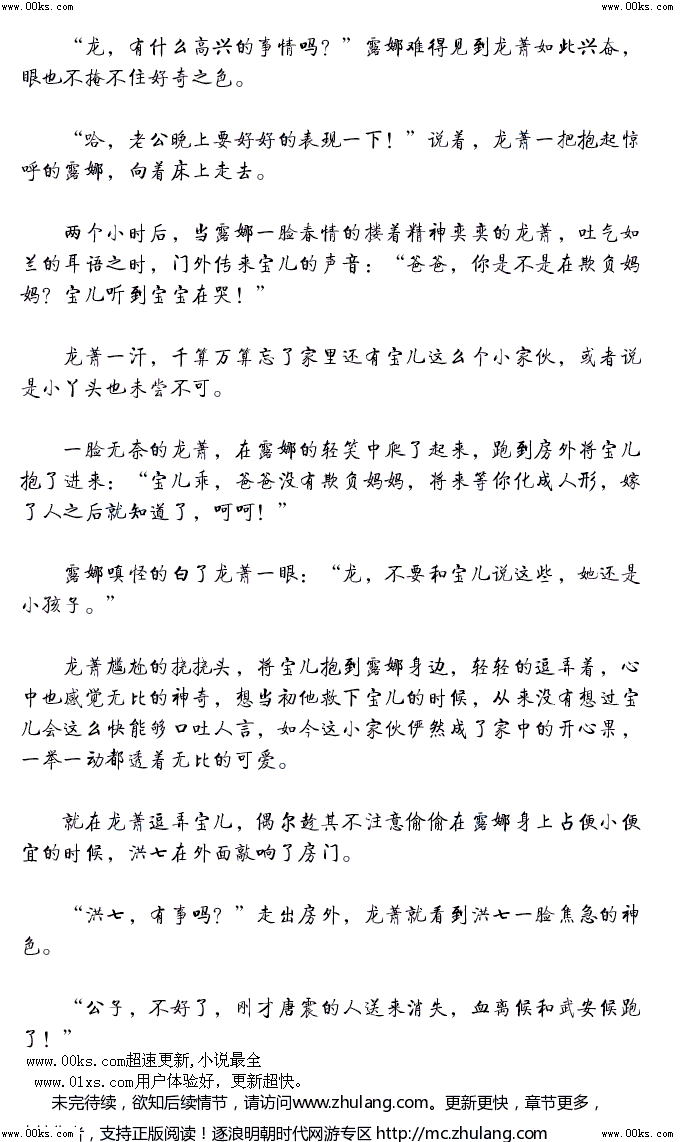 www.00ks.com www.00ks.com
“龙，有什么高兴的事情吗？”露娜难得见到龙萧如此兴奋，
眼也不掩不住好奇之色。
“哈，老公晚上要好好的表现一下！”说着，龙萧一把抱起惊
呼的露娜，向着床上走去。
两个小时后，当露娜一脸春情的搂着精神奕奕的龙萧，吐气如
兰的耳语之时，门外传来宝儿的声音：“爸爸，你是不是在欺负妈
妈？宝儿听到宝宝在哭！”
龙萧一汗，千算万算忘了家里还有宝儿这么个小家伙，或者说
是小丫头也未尝不可。
一脸无奈的龙萧，在露娜的轻笑中爬了起来，跑到房外将宝儿
抱了进来：“宝儿乖，爸爸没有欺负妈妈，将来等你化成人形，嫁
了人之后就知道了，呵呵！”
露娜嗔怪的白了龙萧一眼：“龙，不要和宝儿说这些，她还是
小孩子。”
龙萧尴尬的挠挠头，将宝儿抱到露娜身边，轻轻的逗弄着，心
中也感觉无比的神奇，想当初他救下宝儿的时候，从来没有想过宝
儿会这么快能够口吐人言，如今这小家伙俨然成了家中的开心果，
一举一动都透着无比的可爱。
就在龙萧逗弄宝儿，偶尔趁其不注意偷偷在露娜身上占便小便
宜的时候，洪七在外面敲响了房门。
“洪七，有事吗？”走出房外，龙萧就看到洪七一脸焦急的神
色。
“公子，不好了，刚才唐震的人送来消失，血离候和武安候跑
了！”
www.00ks.com超速更新,小说最全
www.01xs.com用户体验好，更新超快。
未完待续，欲知后续情节，请访问www.zhulang.com。更新更快，章节更多，
，支持正版阅读！逐浪明朝时代网游专区 http://mc.zhulang.com
www.00ks.com www.00ks.com